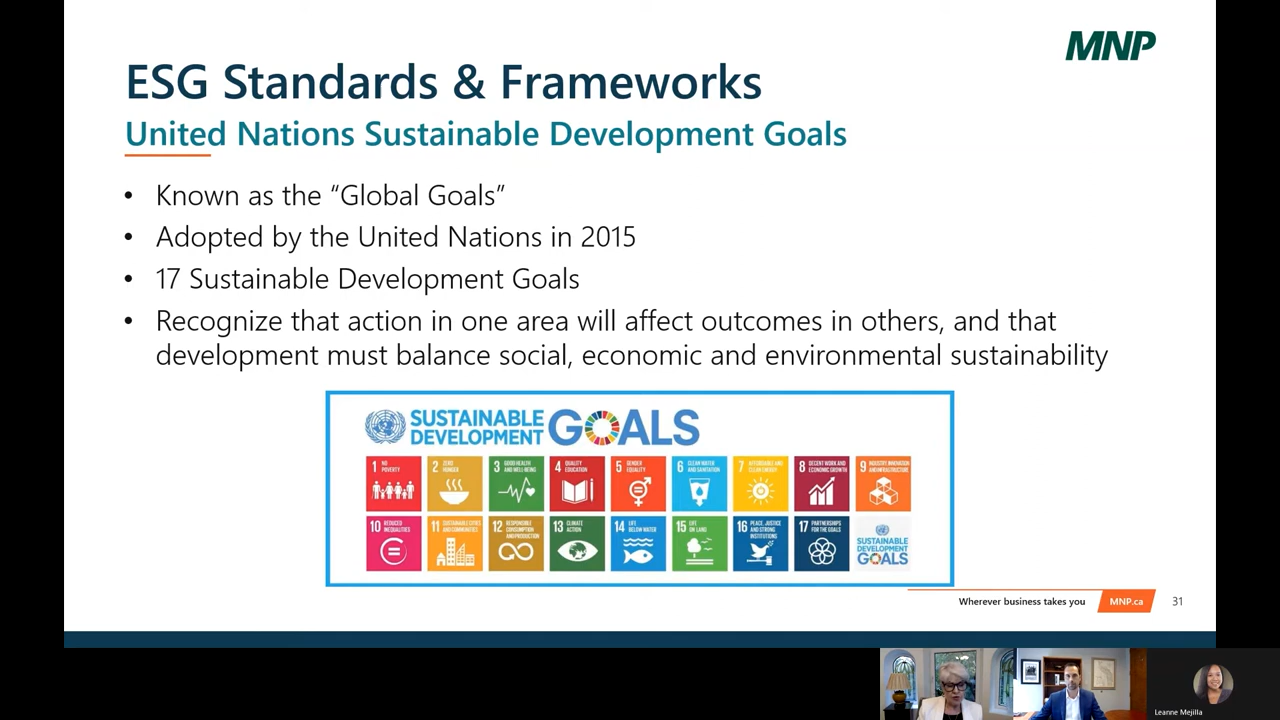 MNP
ESG Standards & Frameworks
United Nations Sustainable Development Goals
• Known as the “Global Goals”
• Adopted by the United Nations in 2015
• 17 Sustainable Development Goals
• Recognize that action in one area will affect outcomes in others, and that
development must balance social, economic and environmental sustainability
SUSTAINABLE
DEVELOPMENT GOALS
1 NO
POVERTY
2 ZERO
HUNGER
3 GOOD HEALTH
AND WELL-BEING
4 QUALITY
EDUCATION
5 GENDER
EQUALITY
6 CLEAN WATER
AND SANITATION
7 AFFORDABLE AND
CLEAN ENERGY
8 DECENT WORK AND
ECONOMIC GROWTH
9 INDUSTRY, INNOVATION
AND INFRASTRUCTURE
10 REDUCED
INEQUALITIES
11 SUSTAINABLE CITIES
AND COMMUNITIES
12 RESPONSIBLE
CONSUMPTION
AND PRODUCTION
13 CLIMATE
ACTION
14 LIFE
BELOW WATER
15 LIFE
ON LAND
16 PEACE, JUSTICE
AND STRONG
INSTITUTIONS
17 PARTNERSHIPS
FOR THE GOALS
SUSTAINABLE
DEVELOPMENT
GOALS
Wherever business takes you
MNP.ca
31
Leanne Mejilla